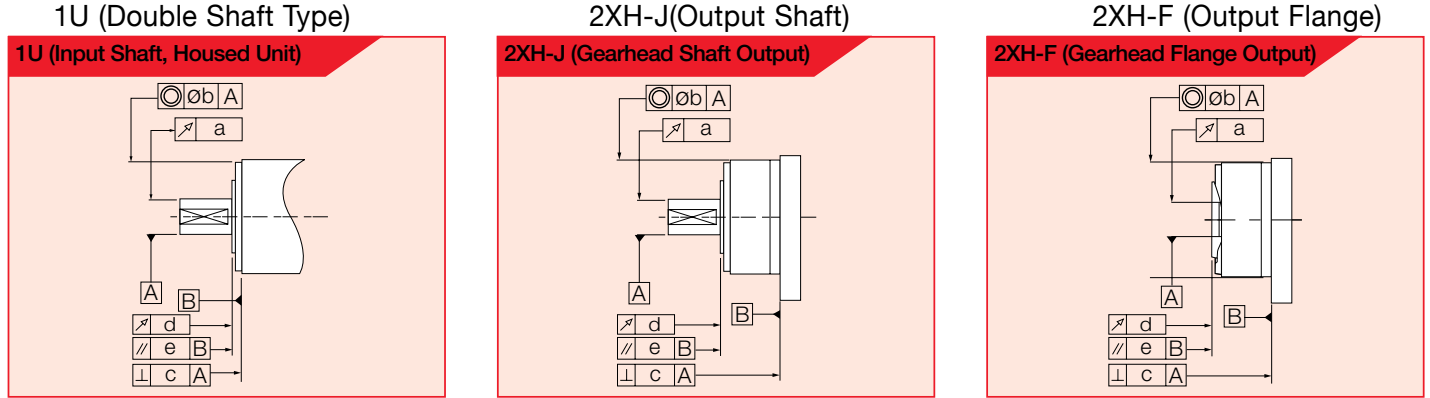 1U (Double Shaft Type)
1U (Input Shaft, Housed Unit)
◎ øb A
↗ a
A
B
↗ d
// e B
⊥ c A
2XH-J(Output Shaft)
2XH-J (Gearhead Shaft Output)
◎ øb A
↗ a
A
B
↗ d
// e B
⊥ c A
2XH-F (Output Flange)
2XH-F (Gearhead Flange Output)
◎ øb A
↗ a
A
B
↗ d
// e B
⊥ c A